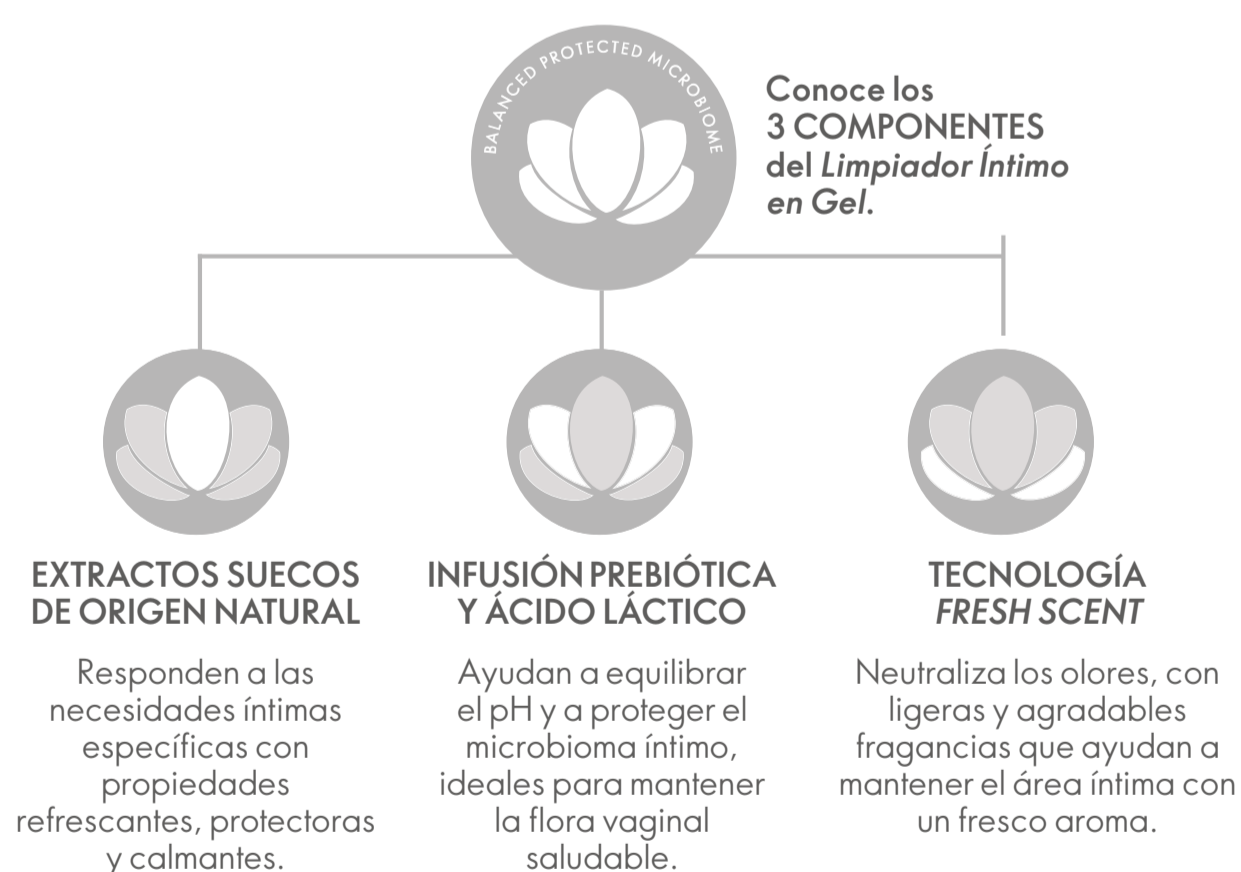 BALANCED PROTECTED MICROBIOME
Conoce los
3 COMPONENTES
del Limpiador Íntimo
en Gel.
EXTRACTOS SUECOS
DE ORIGEN NATURAL
Responden a las
necesidades íntimas
específicas con
propiedades
refrescantes, protectoras
y calmantes.
INFUSIÓN PREBIÓTICA
Y ÁCIDO LÁCTICO
Ayudan a equilibrar
el pH y a proteger el
microbioma íntimo,
ideales para mantener
la flora vaginal
saludable.
TECNOLOGÍA
FRESH SCENT
Neutraliza los olores, con
ligeras y agradables
fragancias que ayudan a
mantener el área íntima con
un fresco aroma.